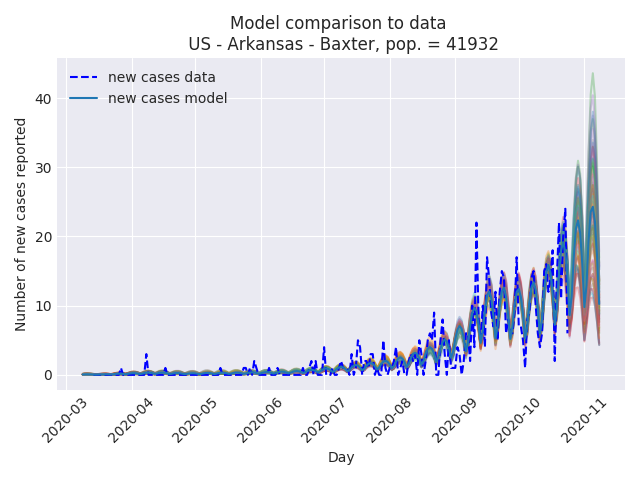 Model comparison to data
US - Arkansas - Baxter, pop. = 41932
new cases data
new cases model
Number of new cases reported
40
30
20
10
0
2020-03
2020-04
2020-05
2020-06
2020-07
2020-08
2020-09
2020-10
2020-11
Day